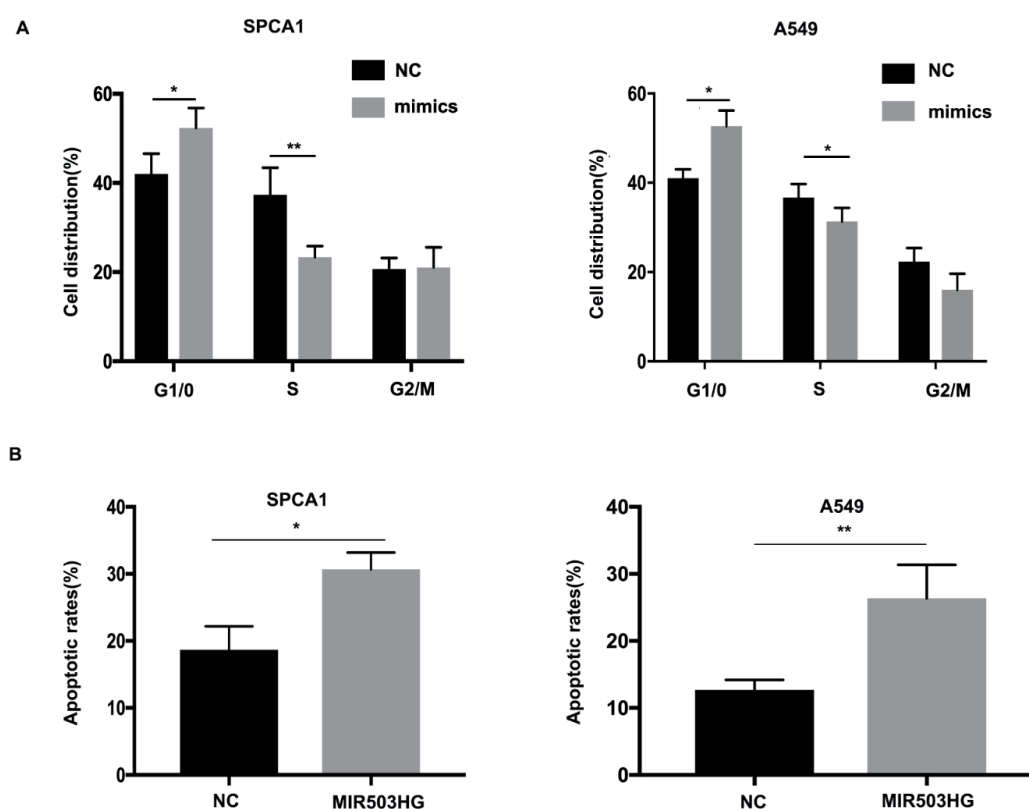 A
SPCA1
NC
mimics
Cell distribution(%)
60
40
20
0
*
**
G1/0
S
G2/M
A549
NC
mimics
Cell distribution(%)
60
40
20
0
*
*
G1/0
S
G2/M
B
SPCA1
Apoptotic rates(%)
40
30
20
10
0
*
NC
MIR503HG
A549
Apoptotic rates(%)
40
30
20
10
0
**
NC
MIR503HG